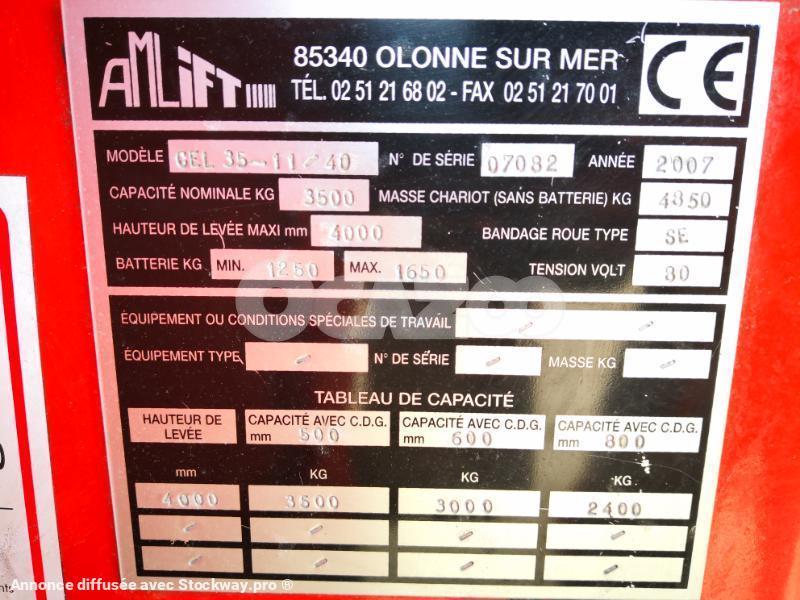 AMLIFT
85340 OLONNE SUR MER
TÉL. 02 51 21 68 02 - FAX 02 51 21 70 01
CE
MODÈLE CEL 35-11/40 N° DE SÉRIE 07082 ANNÉE 2007
CAPACITÉ NOMINALE KG 3500 MASSE CHARIOT (SANS BATTERIE) KG 4850
HAUTEUR DE LEVÉE MAXI mm 4000 BANDAGE ROUE TYPE SE
BATTERIE KG MIN. 1250 MAX. 1650 TENSION VOLT 80
OCAZOO
ÉQUIPEMENT OU CONDITIONS SPÉCIALES DE TRAVAIL - -
ÉQUIPEMENT TYPE - N° DE SÉRIE - MASSE KG -
TABLEAU DE CAPACITÉ
HAUTEUR DE LEVÉE
CAPACITÉ AVEC C.D.G. mm 500
CAPACITÉ AVEC C.D.G. mm 600
CAPACITÉ AVEC C.D.G. mm 800
mm KG KG KG
4000 3500 3000 2400
- - - -
- - - -
Annonce diffusée avec Stockway.pro ®